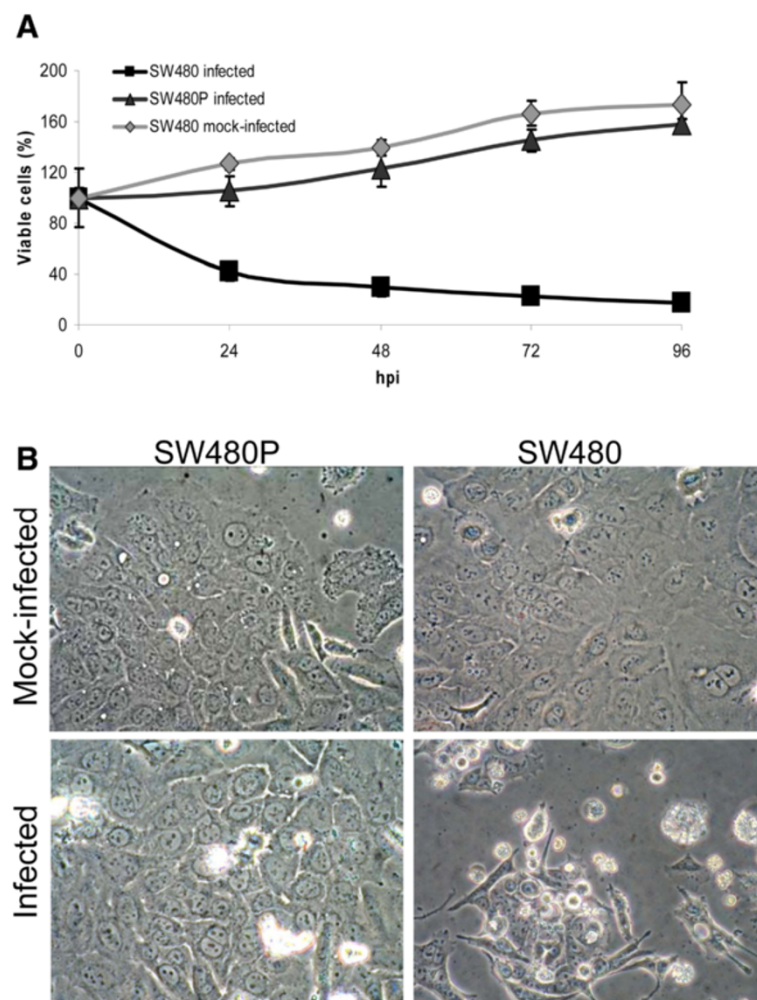 A
200
160
120
80
40
0
Viable cells (%)
SW480 infected
SW480P infected
SW480 mock-infected
0 24 48 72 96
hpi
B
SW480P SW480
Mock-infected
Infected